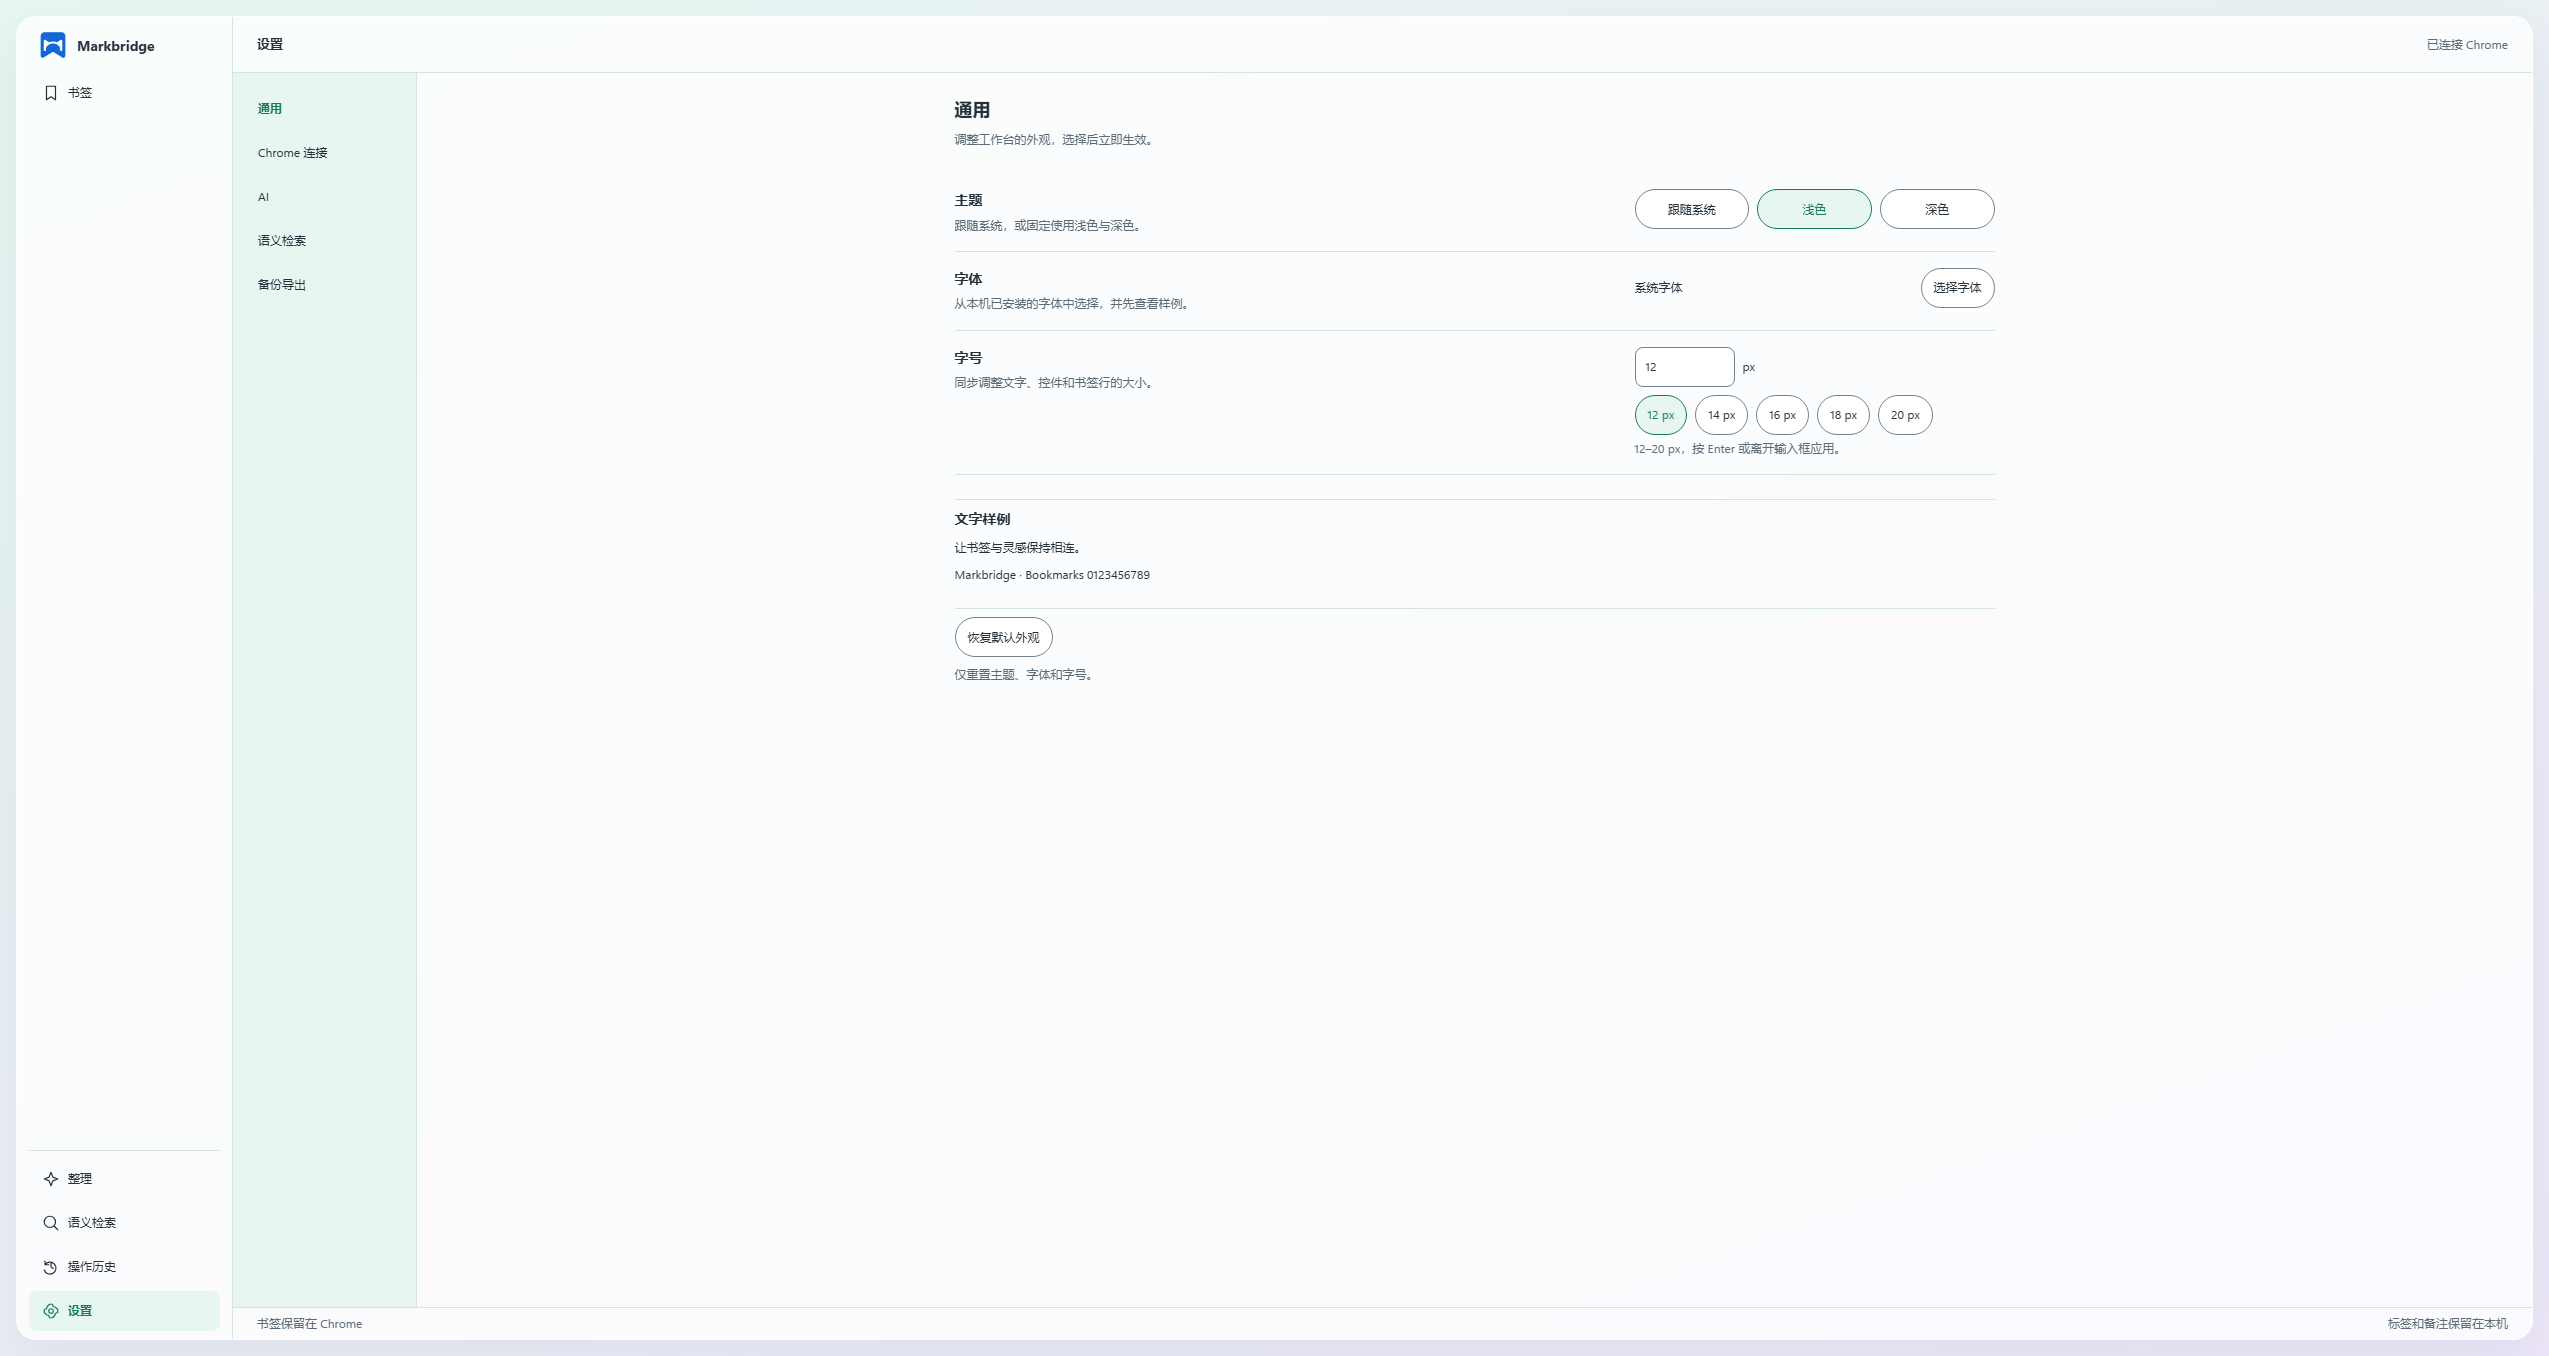 Markbridge
书签
整理
语义检索
操作历史
设置
设置
已连接 Chrome
通用
Chrome 连接
AI
语义检索
备份导出
通用
调整工作台的外观，选择后立即生效。
主题
跟随系统，或固定使用浅色与深色。
跟随系统
浅色
深色
字体
从本机已安装的字体中选择，并先查看样例。
系统字体
选择字体
字号
同步调整文字、控件和书签行的大小。
12
px
12 px
14 px
16 px
18 px
20 px
12–20 px，按 Enter 或离开输入框应用。
文字样例
让书签与灵感保持相连。
Markbridge · Bookmarks 0123456789
恢复默认外观
仅重置主题、字体和字号。
书签保留在 Chrome
标签和备注保留在本机